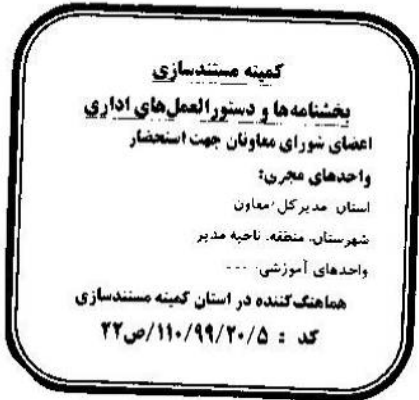 کمیته مستندسازی
بخشنامه‌ها و دستورالعمل‌های اداری
اعضای شورای معاونان جهت استحضار
واحدهای مجری:
استان مدیرکل/معاون
شهرستان، منطقه، ناحیه مدیر
واحدهای آموزشی ----
هماهنگ‌کننده در استان کمیته مستندسازی
کد : ۱۱۰/۹۹/۲۰/۵/ص۲۲